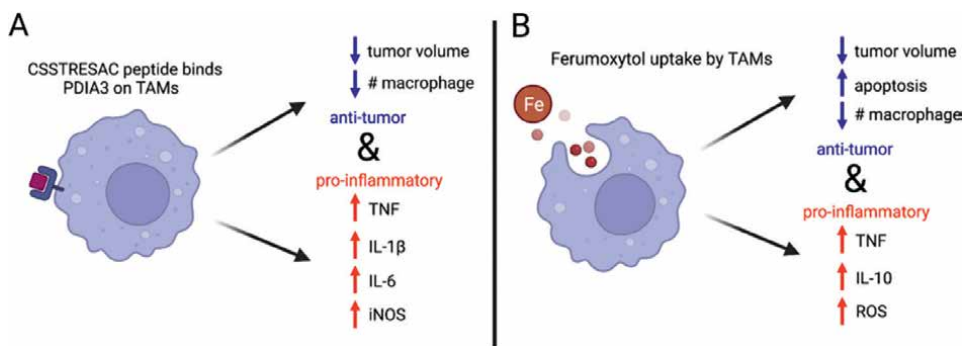 A
CSSTRESAC peptide binds
PDIA3 on TAMs
tumor volume
# macrophage
anti-tumor
&
pro-inflammatory
TNF
IL-1β
IL-6
iNOS
B
Ferumoxytol uptake by TAMs
Fe
tumor volume
apoptosis
# macrophage
anti-tumor
&
pro-inflammatory
TNF
IL-10
ROS